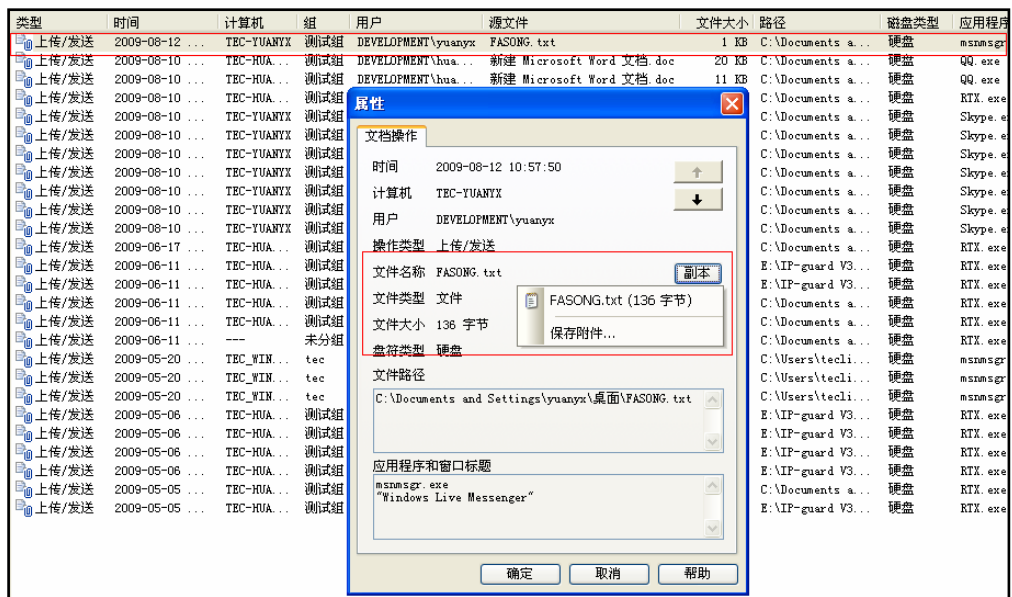 类型 时间 计算机 组 用户 源文件 文件大小 路径 磁盘类型 应用程序
上传/发送 2009-08-12 ... TEC-YUANYX 测试组 DEVELOPMENT\yuanyx FASONG.txt 1 KB C:\Documents a... 硬盘 msnmsgr
上传/发送 2009-08-10 ... TEC-HUA... 测试组 DEVELOPMENT\hua... 新建 Microsoft Word 文档.doc 20 KB C:\Documents a... 硬盘 QQ.exe
上传/发送 2009-08-10 ... TEC-HUA... 测试组 DEVELOPMENT\hua... 新建 Microsoft Word 文档.doc 11 KB C:\Documents a... 硬盘 QQ.exe
上传/发送 2009-08-10 ... TEC-HUA... 测试组 C:\Documents a... 硬盘 RTX.exe
上传/发送 2009-08-10 ... TEC-YUANYX 测试组 C:\Documents a... 硬盘 Skype.e
上传/发送 2009-08-10 ... TEC-YUANYX 测试组 C:\Documents a... 硬盘 Skype.e
上传/发送 2009-08-10 ... TEC-YUANYX 测试组 C:\Documents a... 硬盘 Skype.e
上传/发送 2009-08-10 ... TEC-YUANYX 测试组 C:\Documents a... 硬盘 Skype.e
上传/发送 2009-08-10 ... TEC-YUANYX 测试组 C:\Documents a... 硬盘 Skype.e
上传/发送 2009-08-10 ... TEC-YUANYX 测试组 C:\Documents a... 硬盘 Skype.e
上传/发送 2009-08-10 ... TEC-YUANYX 测试组 C:\Documents a... 硬盘 Skype.e
上传/发送 2009-06-17 ... TEC-HUA... 测试组 C:\Documents a... 硬盘 RTX.exe
上传/发送 2009-06-11 ... TEC-HUA... 测试组 E:\IP-guard V3... 硬盘 RTX.exe
上传/发送 2009-06-11 ... TEC-HUA... 测试组 E:\IP-guard V3... 硬盘 RTX.exe
上传/发送 2009-06-11 ... TEC-HUA... 测试组 C:\Documents a... 硬盘 RTX.exe
上传/发送 2009-06-11 ... TEC-HUA... 测试组 C:\Documents a... 硬盘 RTX.exe
上传/发送 2009-06-11 ... --- 未分组 C:\Documents a... 硬盘 RTX.exe
上传/发送 2009-05-20 ... TEC_WIN... tec C:\Users\tecli... 硬盘 msnmsgr
上传/发送 2009-05-20 ... TEC_WIN... tec C:\Users\tecli... 硬盘 msnmsgr
上传/发送 2009-05-20 ... TEC_WIN... tec C:\Users\tecli... 硬盘 msnmsgr
上传/发送 2009-05-06 ... TEC-HUA... 测试组 E:\IP-guard V3... 硬盘 RTX.exe
上传/发送 2009-05-06 ... TEC-HUA... 测试组 E:\IP-guard V3... 硬盘 RTX.exe
上传/发送 2009-05-06 ... TEC-HUA... 测试组 E:\IP-guard V3... 硬盘 RTX.exe
上传/发送 2009-05-06 ... TEC-HUA... 测试组 E:\IP-guard V3... 硬盘 RTX.exe
上传/发送 2009-05-05 ... TEC-HUA... 测试组 C:\Documents a... 硬盘 RTX.exe
上传/发送 2009-05-05 ... TEC-HUA... 测试组 E:\IP-guard V3... 硬盘 RTX.exe
属性
文档操作
时间 2009-08-12 10:57:50
计算机 TEC-YUANYX
用户 DEVELOPMENT\yuanyx
操作类型 上传/发送
文件名称 FASONG.txt 副本
文件类型 文件 FASONG.txt (136 字节)
文件大小 136 字节 保存附件...
盘符类型 硬盘
文件路径
C:\Documents and Settings\yuanyx\桌面\FASONG.txt
应用程序和窗口标题
msnmsgr.exe
"Windows Live Messenger"
确定 取消 帮助